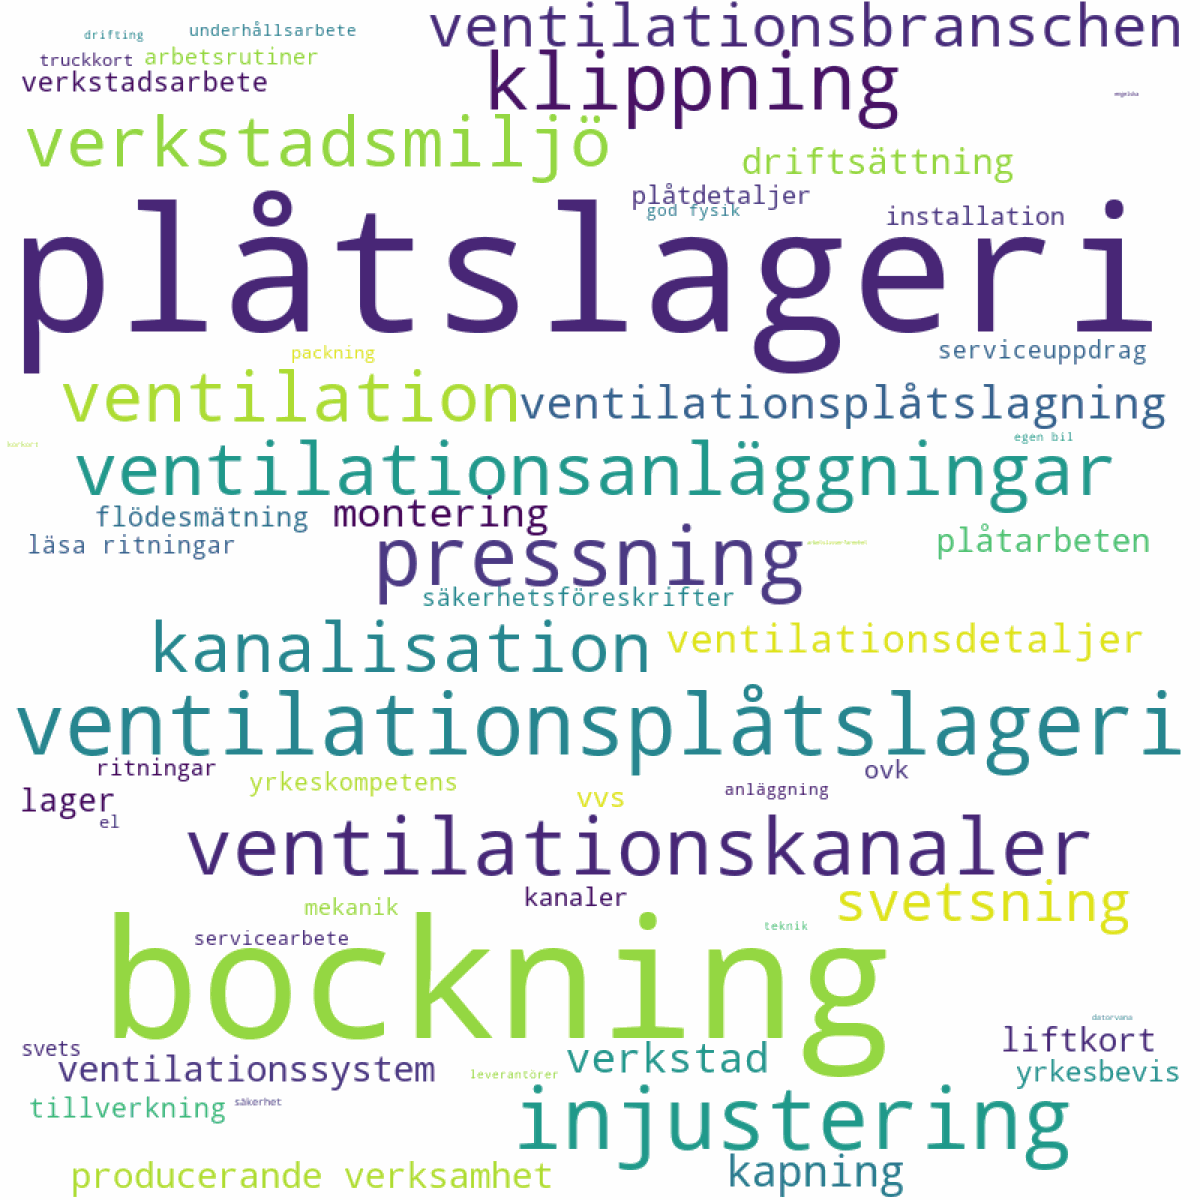 ventilationsbranschen
drifting
underhållsarbete
truckkort
arbetsrutiner
verkstadsarbete
klippning
engelska
verkstadsmiljö
driftsättning
plåtdetaljer
god fysik
installation
plåtslageri
packning
serviceuppdrag
ventilation
ventilationsplåtslagning
egen bil
korkort
ventilationsanläggningar
flödesmätning
montering
läsa ritningar
pressning
plåtarbeten
säkerhetsföreskrifter
kanalisation
ventilationsdetaljer
ventilationsplåtslageri
ritningar
yrkeskompetens
ovk
lager
vvs
anläggning
el
ventilationskanaler
kanaler
svetsning
mekanik
teknik
servicearbete
bockning
datorvana
svets
ventilationssystem
verkstad
liftkort
leverantörer
yrkesbevis
tillverkning
säkerhet
injustering
producerande verksamhet
kapning